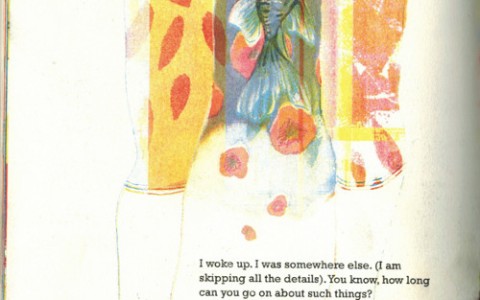 I woke up. I was somewhere else. (I am
skipping all the details). You know, how long
can you go on about such things?